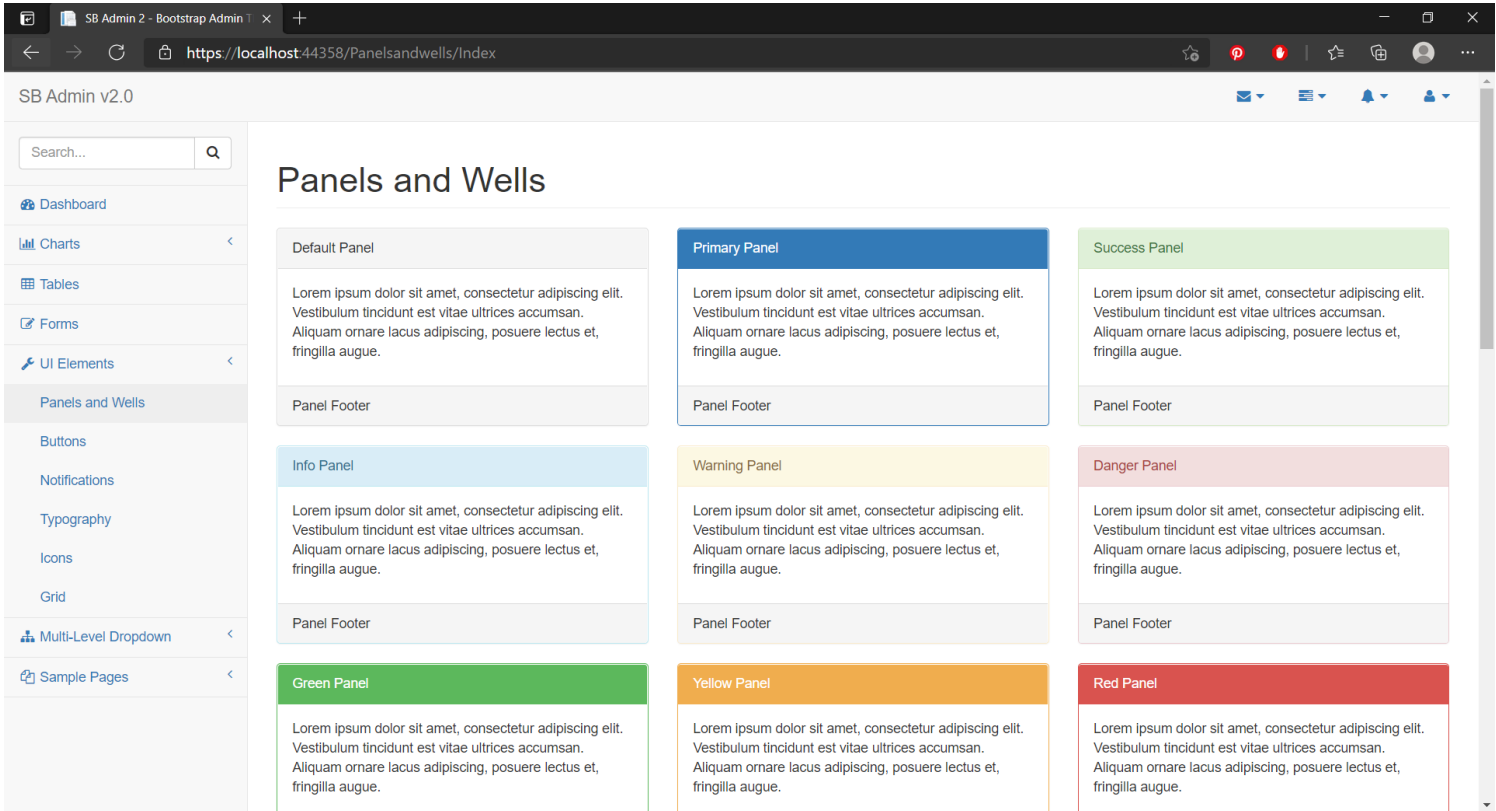 SB Admin 2 - Bootstrap Admin T
https://localhost:44358/Panelsandwells/Index
SB Admin v2.0
Search...
Dashboard
Charts
Tables
Forms
UI Elements
Panels and Wells
Buttons
Notifications
Typography
Icons
Grid
Multi-Level Dropdown
Sample Pages
Panels and Wells
Default Panel
Lorem ipsum dolor sit amet, consectetur adipiscing elit.
Vestibulum tincidunt est vitae ultrices accumsan.
Aliquam ornare lacus adipiscing, posuere lectus et,
fringilla augue.
Panel Footer
Primary Panel
Lorem ipsum dolor sit amet, consectetur adipiscing elit.
Vestibulum tincidunt est vitae ultrices accumsan.
Aliquam ornare lacus adipiscing, posuere lectus et,
fringilla augue.
Panel Footer
Success Panel
Lorem ipsum dolor sit amet, consectetur adipiscing elit.
Vestibulum tincidunt est vitae ultrices accumsan.
Aliquam ornare lacus adipiscing, posuere lectus et,
fringilla augue.
Panel Footer
Info Panel
Lorem ipsum dolor sit amet, consectetur adipiscing elit.
Vestibulum tincidunt est vitae ultrices accumsan.
Aliquam ornare lacus adipiscing, posuere lectus et,
fringilla augue.
Panel Footer
Warning Panel
Lorem ipsum dolor sit amet, consectetur adipiscing elit.
Vestibulum tincidunt est vitae ultrices accumsan.
Aliquam ornare lacus adipiscing, posuere lectus et,
fringilla augue.
Panel Footer
Danger Panel
Lorem ipsum dolor sit amet, consectetur adipiscing elit.
Vestibulum tincidunt est vitae ultrices accumsan.
Aliquam ornare lacus adipiscing, posuere lectus et,
fringilla augue.
Panel Footer
Green Panel
Lorem ipsum dolor sit amet, consectetur adipiscing elit.
Vestibulum tincidunt est vitae ultrices accumsan.
Aliquam ornare lacus adipiscing, posuere lectus et,
fringilla augue.
Yellow Panel
Lorem ipsum dolor sit amet, consectetur adipiscing elit.
Vestibulum tincidunt est vitae ultrices accumsan.
Aliquam ornare lacus adipiscing, posuere lectus et,
fringilla augue.
Red Panel
Lorem ipsum dolor sit amet, consectetur adipiscing elit.
Vestibulum tincidunt est vitae ultrices accumsan.
Aliquam ornare lacus adipiscing, posuere lectus et,
fringilla augue.